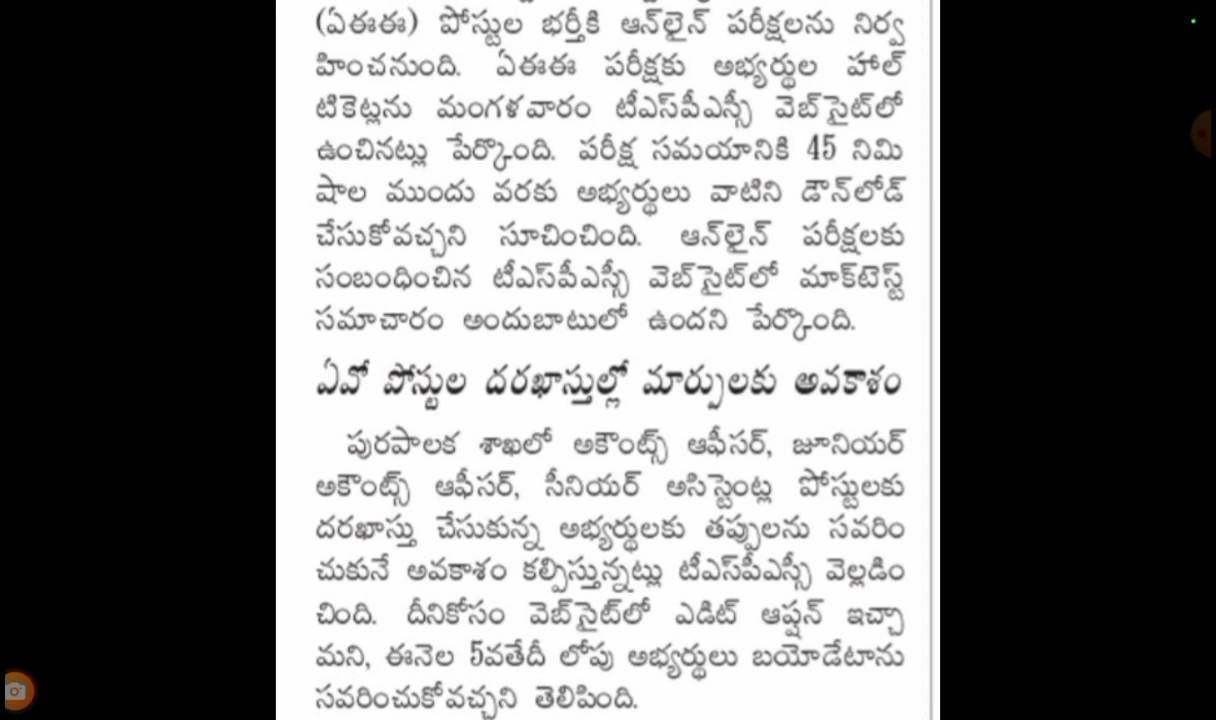 (ఏఈఈ) పోస్టుల భర్తీకి ఆన్‌లైన్ పరీక్షలను నిర్వ
హించనుంది. ఏఈఈ పరీక్షకు అభ్యర్థుల హాల్
టికెట్లను మంగళవారం టీఎస్‌పీఎస్సీ వెబ్‌సైట్‌లో
ఉంచినట్లు పేర్కొంది. పరీక్ష సమయానికి 45 నిమి
షాల ముందు వరకు అభ్యర్థులు వాటిని డౌన్‌లోడ్
చేసుకోవచ్చని సూచించింది. ఆన్‌లైన్ పరీక్షలకు
సంబంధించిన టీఎస్‌పీఎస్సీ వెబ్‌సైట్‌లో మాక్‌టెస్ట్
సమాచారం అందుబాటులో ఉందని పేర్కొంది.
ఏవో పోస్టుల దరఖాస్తుల్లో మార్పులకు అవకాశం
పురపాలక శాఖలో అకౌంట్స్ ఆఫీసర్, జూనియర్
అకౌంట్స్ ఆఫీసర్, సీనియర్ అసిస్టెంట్ల పోస్టులకు
దరఖాస్తు చేసుకున్న అభ్యర్థులకు తప్పులను సవరిం
చుకునే అవకాశం కల్పిస్తున్నట్లు టీఎస్‌పీఎస్సీ వెల్లడిం
చింది. దీనికోసం వెబ్‌సైట్‌లో ఎడిట్ ఆప్షన్ ఇచ్చా
మని, ఈనెల 5వతేదీ లోపు అభ్యర్థులు బయోడేటాను
సవరించుకోవచ్చని తెలిపింది.